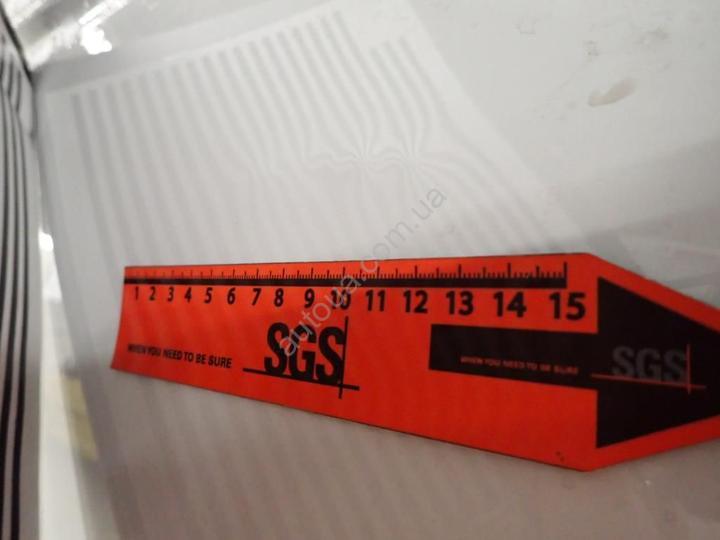 1 2 3 4 5 6 7 8 9 10 11 12 13 14 15
WHEN YOU NEED TO BE SURE
SGS
WHEN YOU NEED TO BE SURE
SGS
autoua.com.ua